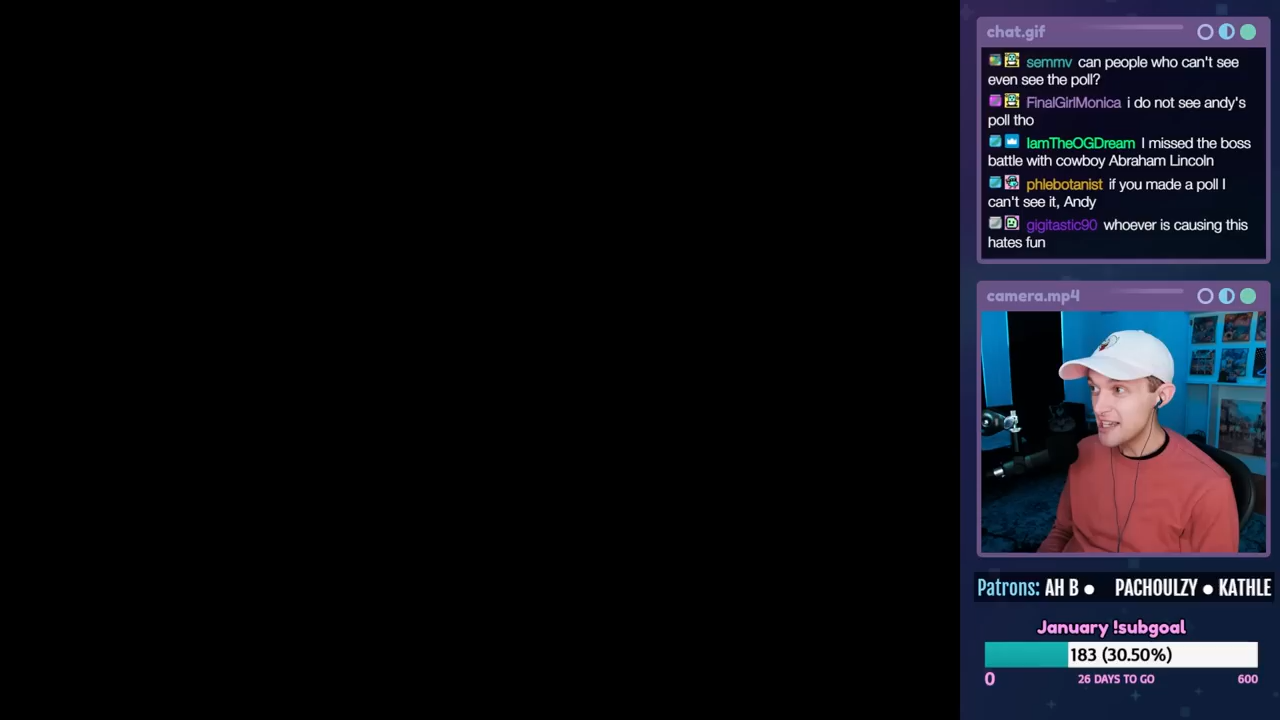 chat.gif
semmv can people who can't see
even see the poll?
FinalGirlMonica i do not see andy's
poll tho
IamTheOGDream I missed the boss
battle with cowboy Abraham Lincoln
phlebotanist if you made a poll I
can't see it, Andy
gigitastic90 whoever is causing this
hates fun
camera.mp4
Patrons: AH B ● PACHOULZY ● KATHLE
January !subgoal
183 (30.50%)
0 26 DAYS TO GO 600